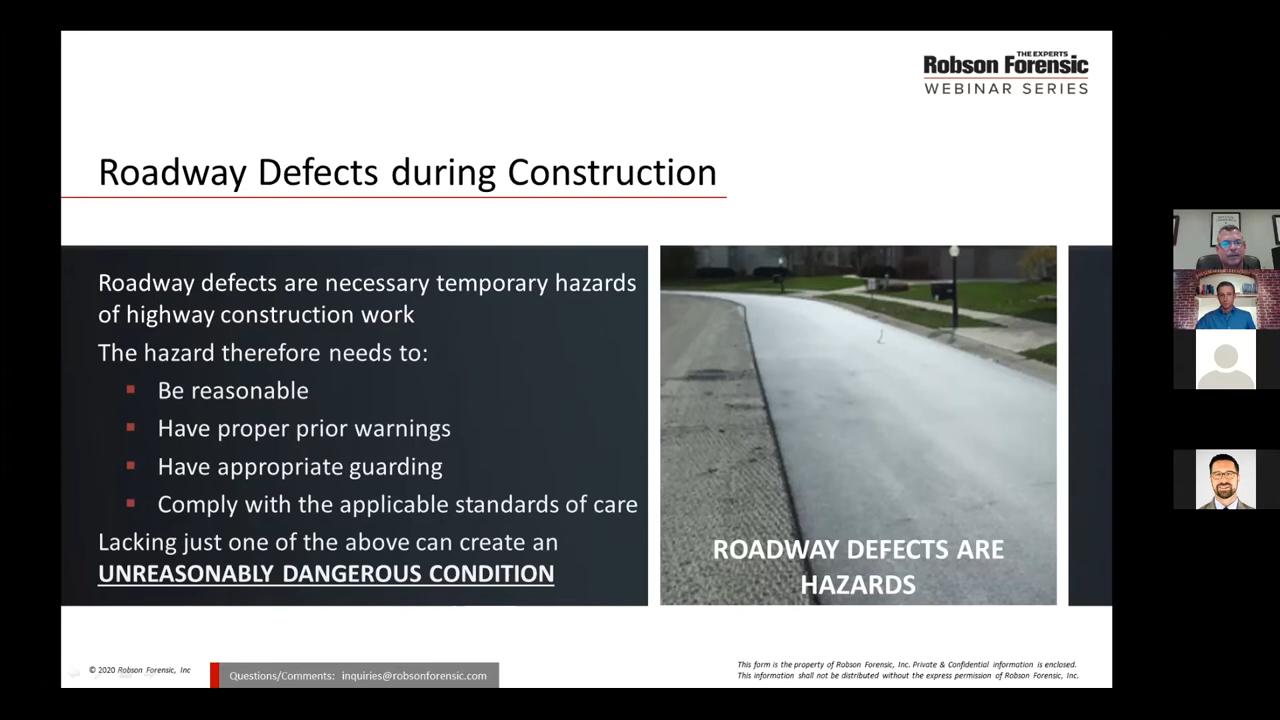 THE EXPERTS
Robson Forensic
WEBINAR SERIES
Roadway Defects during Construction
Roadway defects are necessary temporary hazards
of highway construction work
The hazard therefore needs to:
Be reasonable
Have proper prior warnings
Have appropriate guarding
Comply with the applicable standards of care
Lacking just one of the above can create an
UNREASONABLY DANGEROUS CONDITION
ROADWAY DEFECTS ARE
HAZARDS
© 2020 Robson Forensic, Inc
Questions/Comments: inquiries@robsonforensic.com
This form is the property of Robson Forensic, Inc. Private & Confidential information is enclosed.
This information shall not be distributed without the express permission of Robson Forensic, Inc.